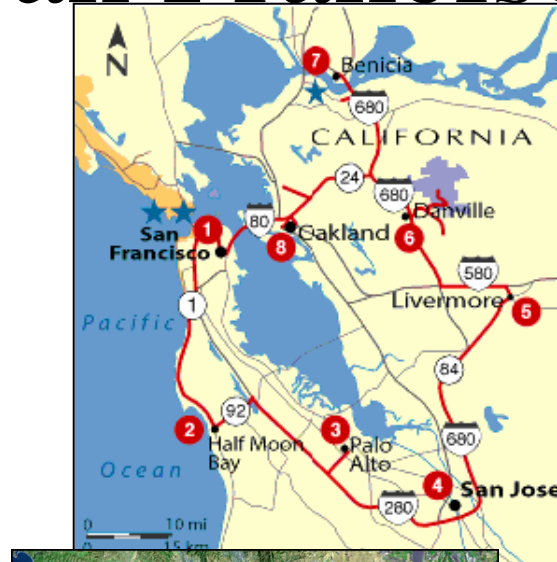 N
7
Benicia
680
CALIFORNIA
24
680
80
Danville
San
Francisco
1
Oakland
8
6
580
Livermore
5
1
Pacific
84
92
2
3
Half Moon
Bay
Palo
Alto
680
4
San Jose
Ocean
280
0
10 mi
15 km